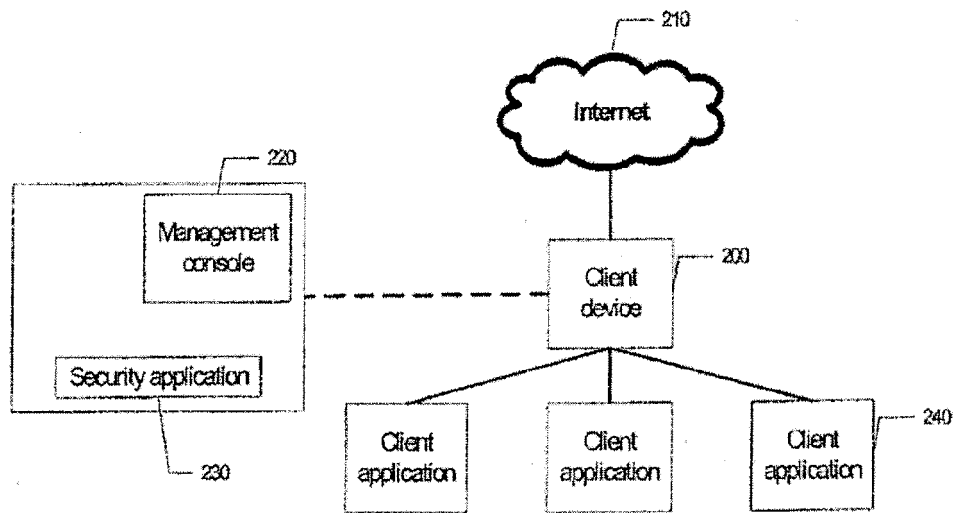 210
Internet
220
Management
console
200
Client
device
Security application
230
Client
application
Client
application
Client
application
240